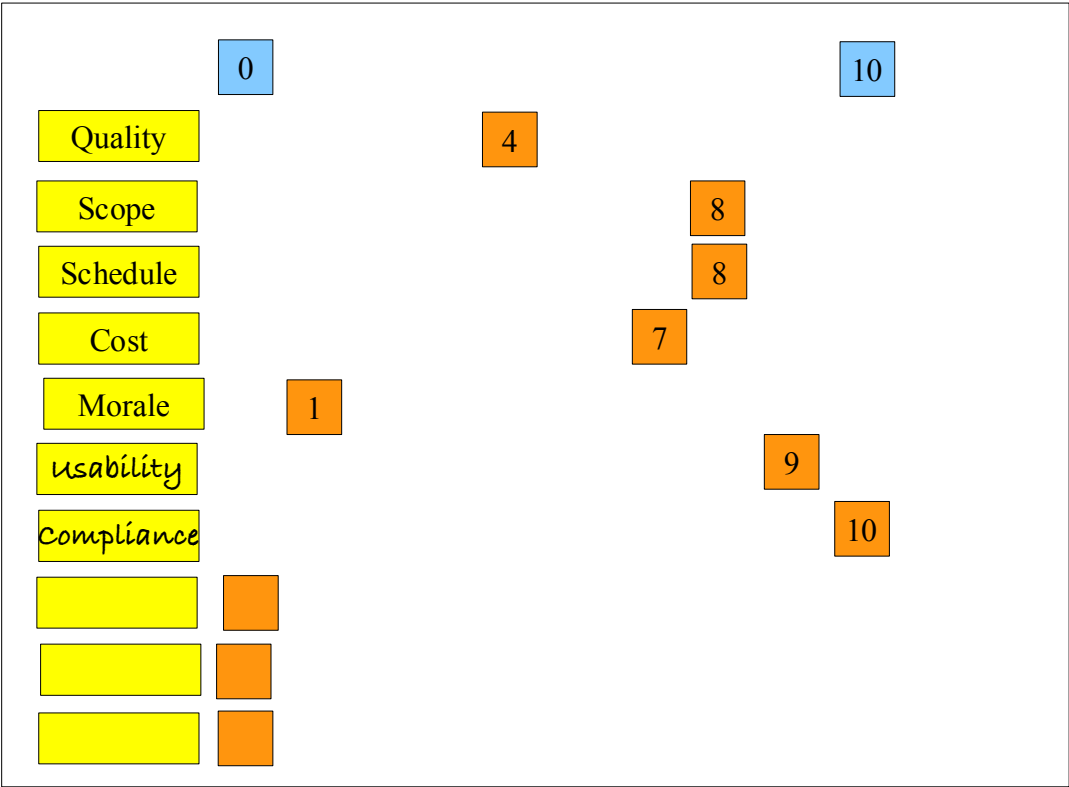 0 10
Quality 4
Scope 8
Schedule 8
Cost 7
Morale 1
Usability 9
Compliance 10